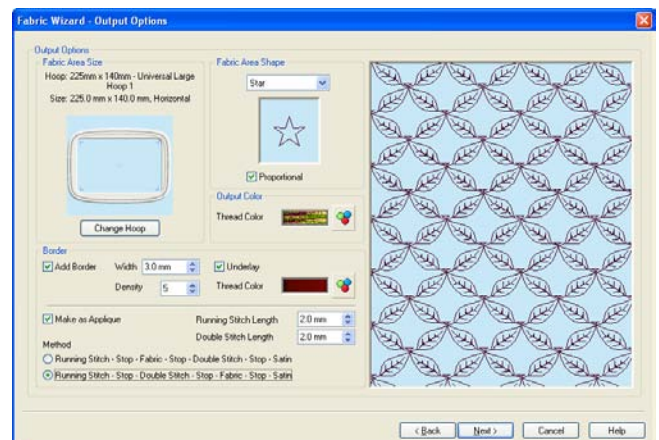 Fabric Wizard - Output Options
Output Options
Fabric Area Size
Hoop: 225mm x 140mm - Universal Large
Hoop 1
Size: 225.0 mm x 140.0 mm, Horizontal
Change Hoop
Fabric Area Shape
Star
Proportional
Output Color
Thread Color
Border
Add Border
Width
3.0 mm
Underlay
Density
5
Thread Color
Make as Applique
Running Stitch Length
2.0 mm
Double Stitch Length
2.0 mm
Method
Running Stitch - Stop - Fabric - Stop - Double Stitch - Stop - Satin
Running Stitch - Stop - Double Stitch - Stop - Fabric - Stop - Satin
< Back
Next >
Cancel
Help